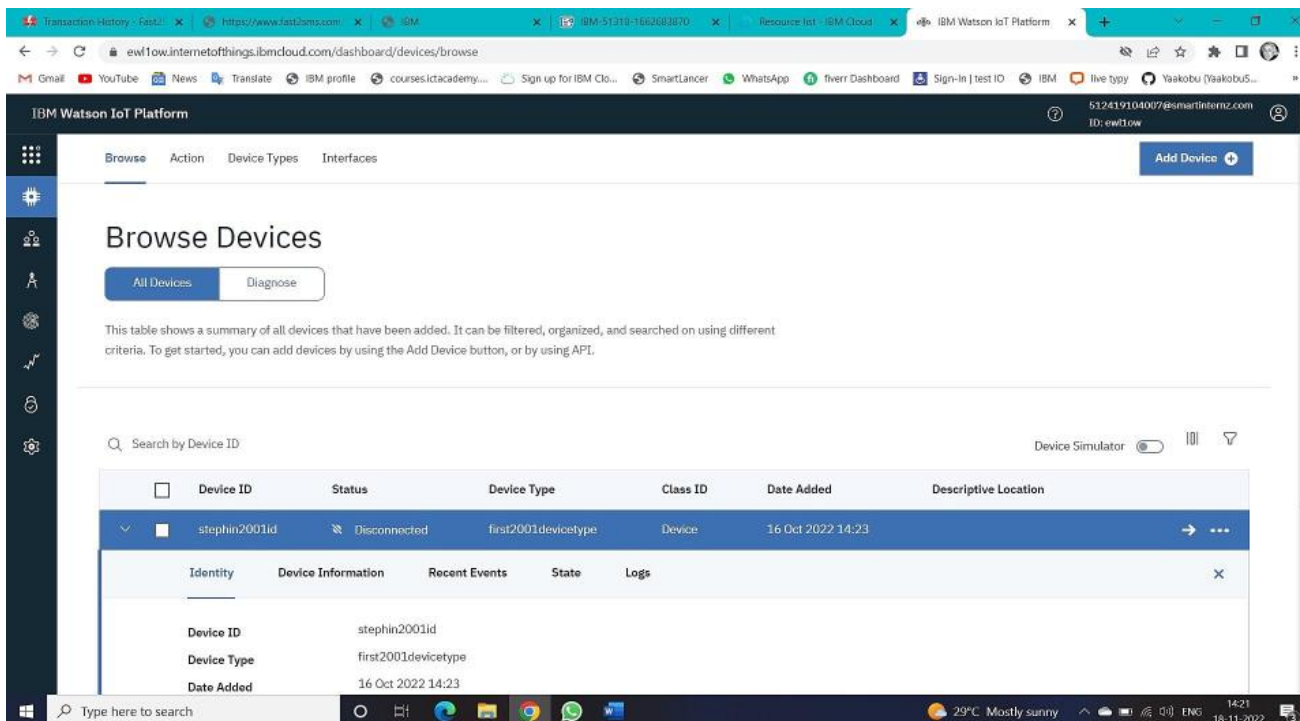 Transaction History - Fast2S
https://www.fast2sms.com
IBM
IBM-51310-1662683870
Resource list - IBM Cloud
IBM Watson IoT Platform
ewl1ow.internetofthings.ibmcloud.com/dashboard/devices/browse
Gmail YouTube News Translate IBM profile courses.ictacademy.... Sign up for IBM Clo... SmartLancer WhatsApp fiverr Dashboard Sign-In | test IO IBM live typy Yaakobu (YaakobuS...
IBM Watson IoT Platform
512419104007@smartinternz.com
ID: ewl1ow
Browse Action Device Types Interfaces
Add Device
Browse Devices
All Devices Diagnose
This table shows a summary of all devices that have been added. It can be filtered, organized, and searched on using different
criteria. To get started, you can add devices by using the Add Device button, or by using API.
Search by Device ID
Device Simulator
Device ID Status Device Type Class ID Date Added Descriptive Location
stephin2001id Disconnected first2001devicetype Device 16 Oct 2022 14:23
Identity Device Information Recent Events State Logs
Device ID stephin2001id
Device Type first2001devicetype
Date Added 16 Oct 2022 14:23
Type here to search
29°C Mostly sunny
ENG
14:21
18-11-2022